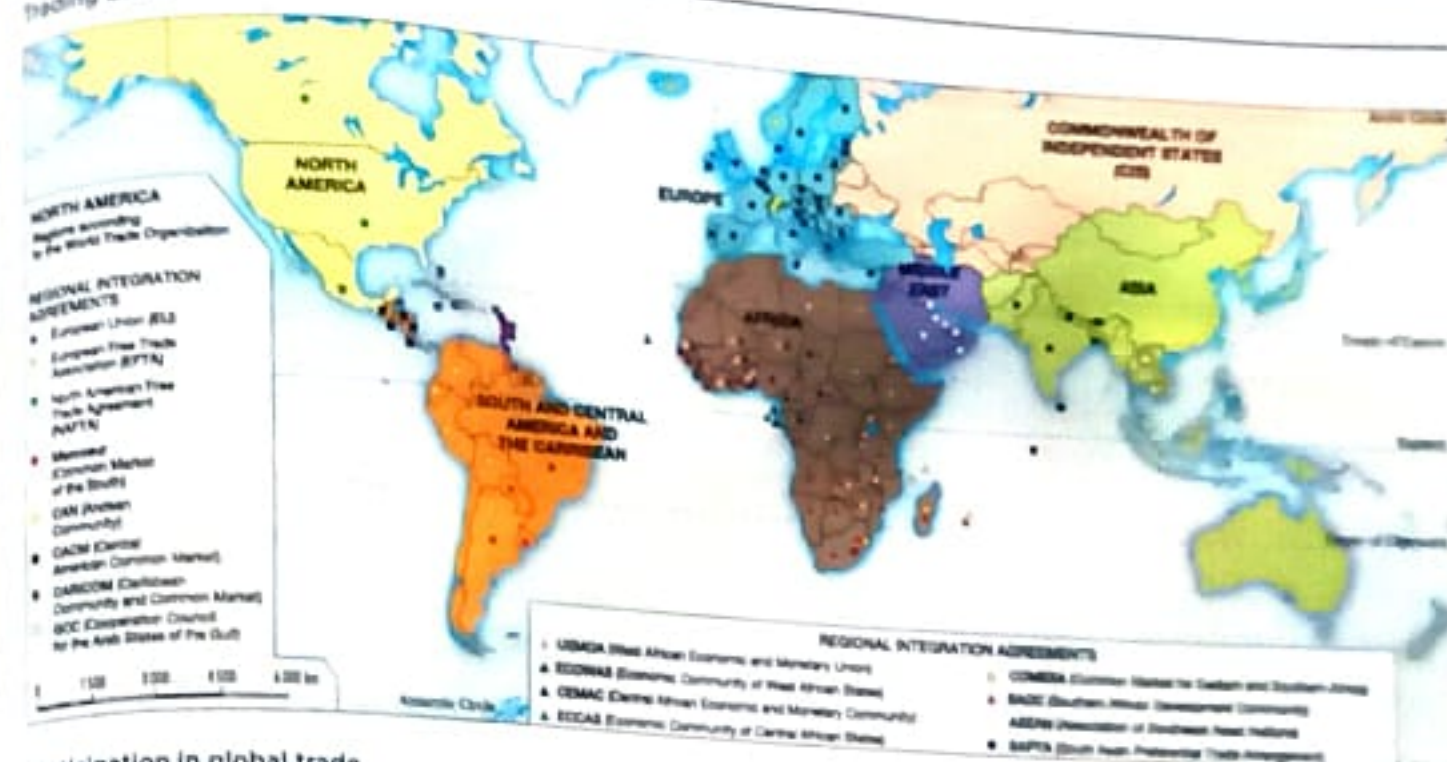 Trading
NORTH
AMERICA
EUROPE
COMMONWEALTH OF
INDEPENDENT STATES
(CIS)
MIDDLE
EAST
ASIA
AFRICA
SOUTH AND CENTRAL
AMERICA AND
THE CARIBBEAN
Antarctic Circle
NORTH AMERICA
Regions according
to the World Trade Organization
REGIONAL INTEGRATION
AGREEMENTS
European Union (EU)
European Free Trade
Association (EFTA)
North American Free
Trade Agreement
(NAFTA)
Mercosur
(Common Market
of the South)
CAN (Andean
Community)
CACM (Central
American Common Market)
CARICOM (Caribbean
Community and Common Market)
GCC (Cooperation Council
for the Arab States of the Gulf)
REGIONAL INTEGRATION AGREEMENTS
(West African Economic and Monetary Union)
ECOWAS (Economic Community of West African States)
CEMAC (Central African Economic and Monetary Community)
ECCAS (Economic Community of Central African States)
COMESA (Common Market for Eastern and Southern Africa)
SADC (Southern African Development Community)
ASEAN (Association of Southeast Asian Nations)
SAPTA (South Asian Preferential Trade Arrangement)
in global trade